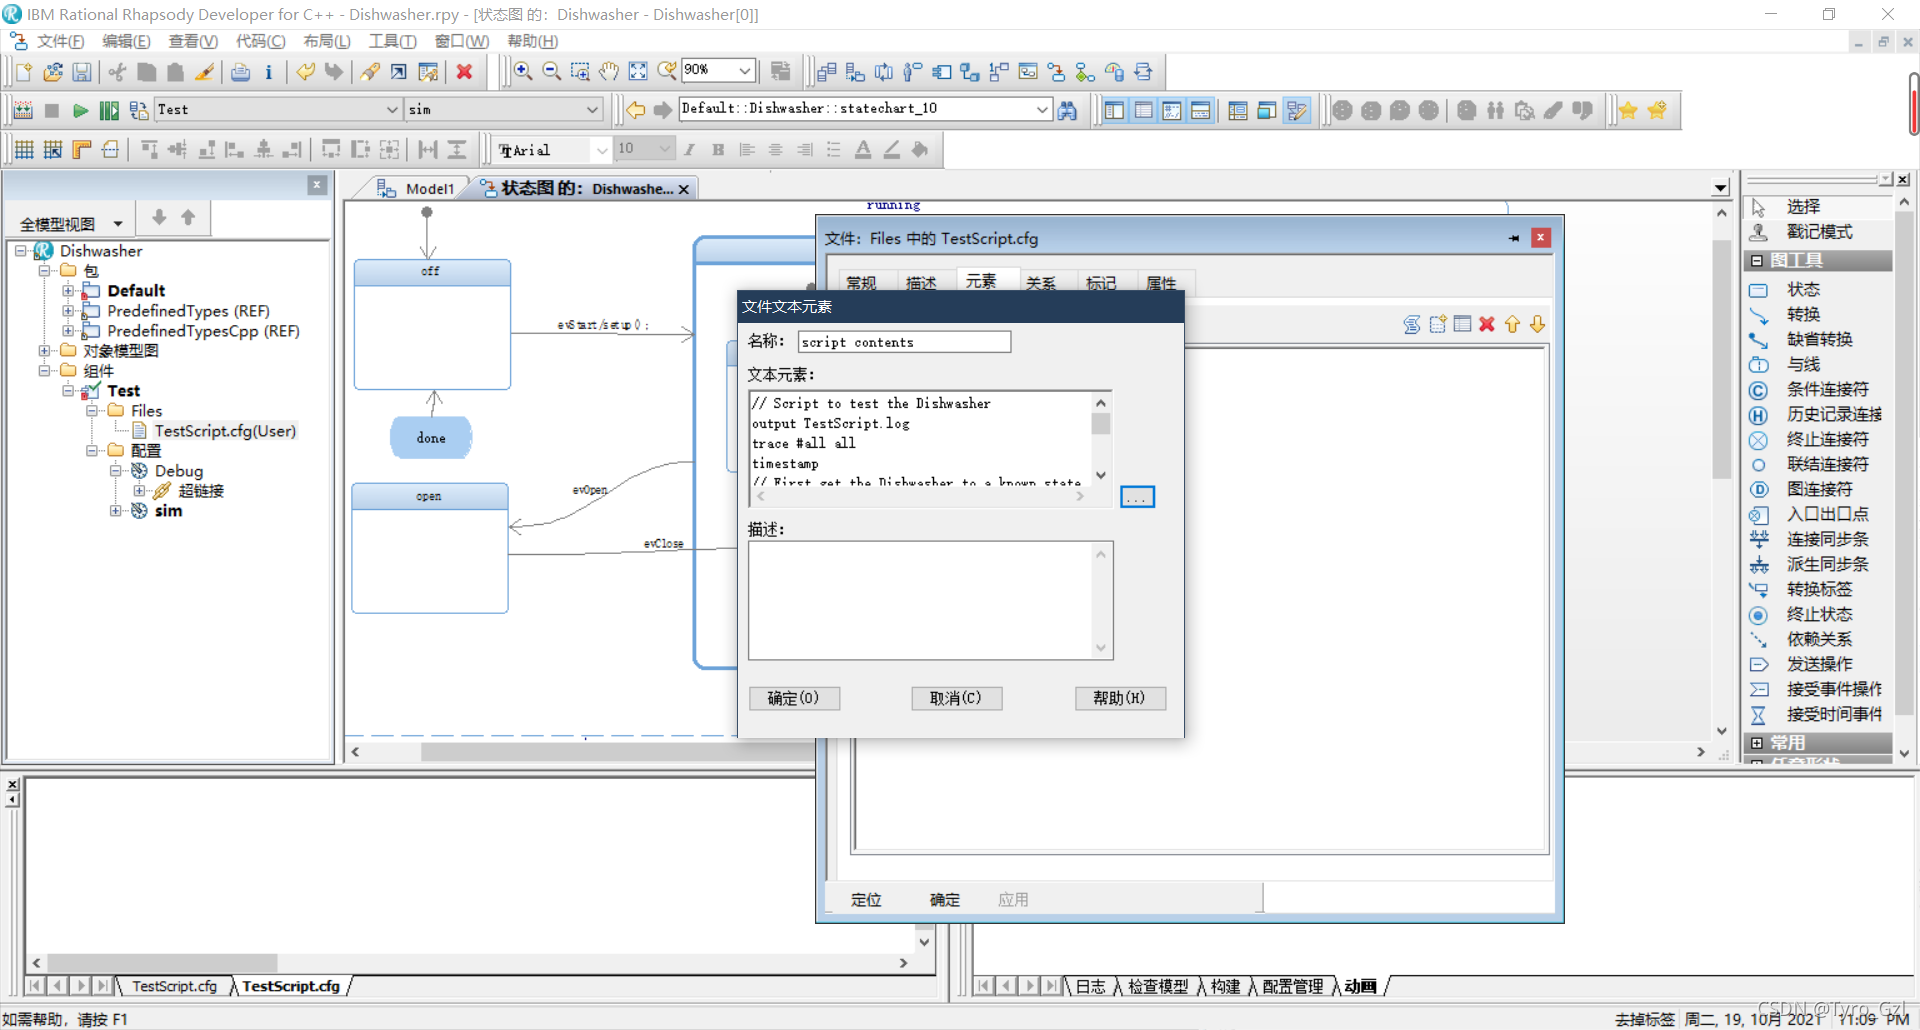 IBM Rational Rhapsody Developer for C++ - Dishwasher.rpy - [状态图 的: Dishwasher - Dishwasher[0]]
文件(F) 编辑(E) 查看(V) 代码(C) 布局(L) 工具(T) 窗口(W) 帮助(H)
90%
Test sim Default::Dishwasher::statechart_10
Arial 10
Model1 状态图 的: Dishwashe...
全模型视图
Dishwasher
包
Default
PredefinedTypes (REF)
PredefinedTypesCpp (REF)
对象模型图
组件
Test
Files
TestScript.cfg(User)
配置
Debug
超链接
sim
running
off
evStart/setup();
done
open
evOpen
evClose
文件: Files 中的 TestScript.cfg
常规 描述 元素 关系 标记 属性
文件文本元素
名称: script contents
文本元素:
// Script to test the Dishwasher
output TestScript.log
trace #all all
timestamp
// First get the Dishwasher to a known state
...
描述:
确定(O) 取消(C) 帮助(H)
定位 确定 应用
选择
戳记模式
图工具
状态
转换
缺省转换
与线
条件连接符
历史记录连接
终止连接符
联结连接符
图连接符
入口出口点
连接同步条
派生同步条
转换标签
终止状态
依赖关系
发送操作
接受事件操作
接受时间事件
常用
TestScript.cfg TestScript.cfg
日志 检查模型 构建 配置管理 动画
如需帮助，请按 F1
去掉标签 周二, 19, 10月 2021 11:09 PM
CSDN @Tyro_Gzl